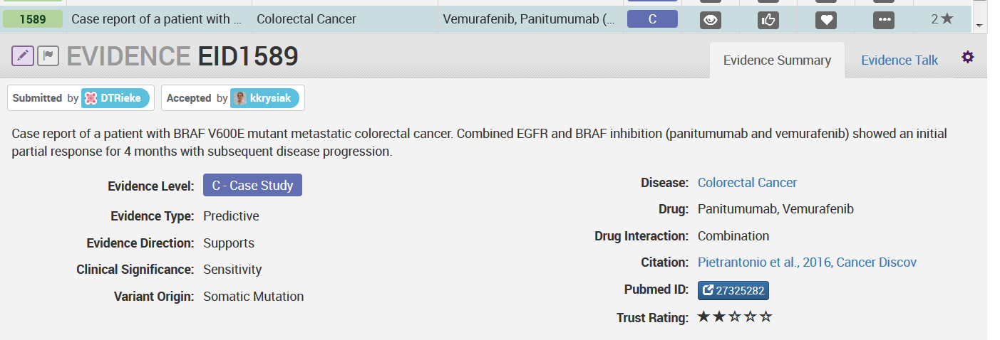 1589 Case report of a patient with ... Colorectal Cancer Vemurafenib, Panitumumab (... C 2
EVIDENCE EID1589 Evidence Summary Evidence Talk
Submitted by DTRieke Accepted by kkrysiak
Case report of a patient with BRAF V600E mutant metastatic colorectal cancer. Combined EGFR and BRAF inhibition (panitumumab and vemurafenib) showed an initial
partial response for 4 months with subsequent disease progression.
Evidence Level: C - Case Study
Evidence Type: Predictive
Evidence Direction: Supports
Clinical Significance: Sensitivity
Variant Origin: Somatic Mutation
Disease: Colorectal Cancer
Drug: Panitumumab, Vemurafenib
Drug Interaction: Combination
Citation: Pietrantonio et al., 2016, Cancer Discov
Pubmed ID: 27325282
Trust Rating: